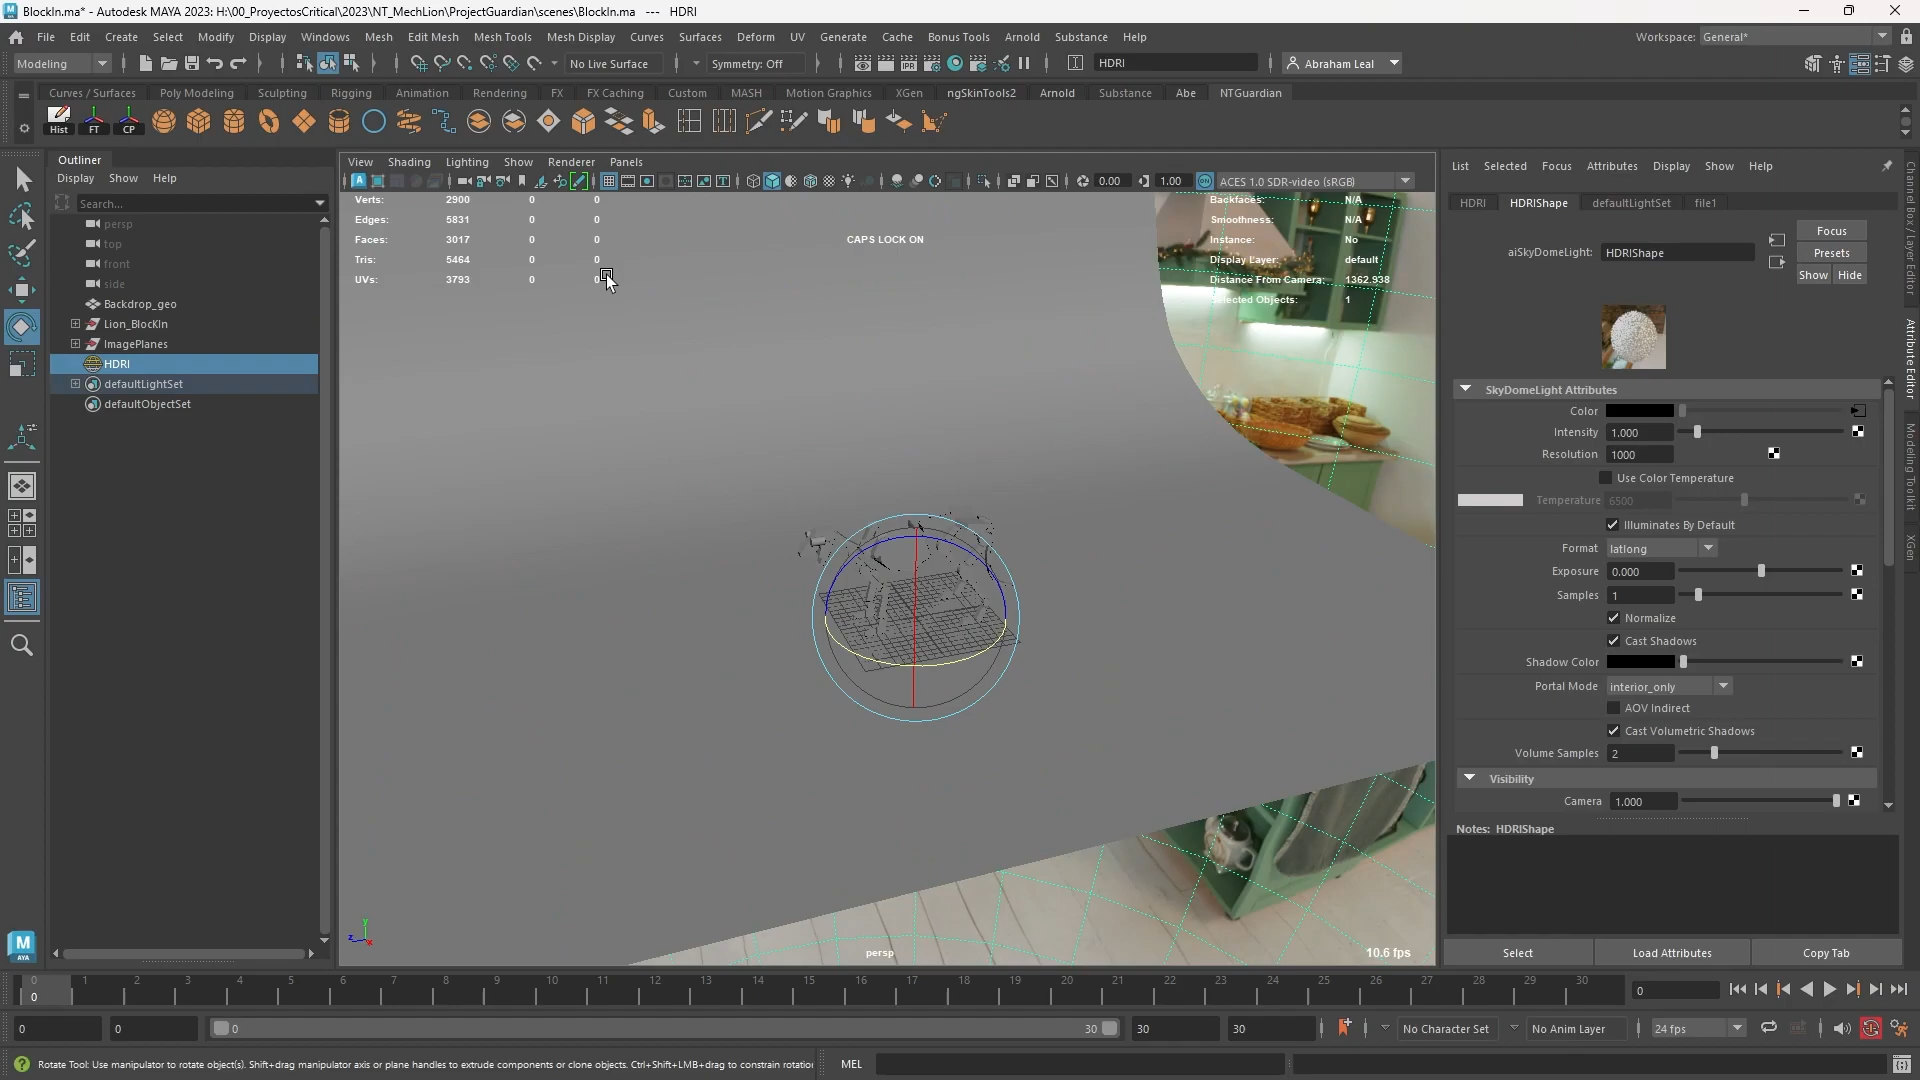 BlockIn.ma* - Autodesk MAYA 2023: H:\00_ProyectosCritical\2023\NT_MechLion\ProjectGuardian\scenes\BlockIn.ma --- HDRI
File Edit Create Select Modify Display Windows Mesh Edit Mesh Mesh Tools Mesh Display Curves Surfaces Deform UV Generate Cache Bonus Tools Arnold Substance Help Workspace: General*
Modeling No Live Surface Symmetry: Off IPR HDRI Abraham Leal
Curves / Surfaces Poly Modeling Sculpting Rigging Animation Rendering FX FX Caching Custom MASH Motion Graphics XGen ngSkinTools2 Arnold Substance Abe NTGuardian
Hist FT CP
Outliner
Display Show Help
Search...
persp
top
front
side
Backdrop_geo
Lion_BlockIn
ImagePlanes
HDRI
defaultLightSet
defaultObjectSet
View Shading Lighting Show Renderer Panels
0.00 1.00 ACES 1.0 SDR-video (sRGB)
Verts: 2900 0 0
Edges: 5831 0 0
Faces: 3017 0 0
Tris: 5464 0 0
UVs: 3793 0 0
CAPS LOCK ON
Backfaces: N/A
Smoothness: N/A
Instance: No
Display Layer: default
Distance From Camera: 1362.938
Selected Objects: 1
y
z x
persp
10.6 fps
List Selected Focus Attributes Display Show Help
HDRI HDRIShape defaultLightSet file1
Focus
aiSkyDomeLight: HDRIShape
Presets
Show Hide
SkyDomeLight Attributes
Color
Intensity 1.000
Resolution 1000
Use Color Temperature
Temperature 6500
Illuminates By Default
Format latlong
Exposure 0.000
Samples 1
Normalize
Cast Shadows
Shadow Color
Portal Mode interior_only
AOV Indirect
Cast Volumetric Shadows
Volume Samples 2
Visibility
Camera 1.000
Notes: HDRIShape
Select Load Attributes Copy Tab
Channel Box / Layer Editor
Attribute Editor
Modeling Toolkit
XGen
M
AYA
0 1 2 3 4 5 6 7 8 9 10 11 12 13 14 15 16 17 18 19 20 21 22 23 24 25 26 27 28 29 30
0 0
0 0 0 30 30 30 No Character Set No Anim Layer 24 fps
Rotate Tool: Use manipulator to rotate object(s). Shift+drag manipulator axis or plane handles to extrude components or clone objects. Ctrl+Shift+LMB+drag to constrain rotation MEL